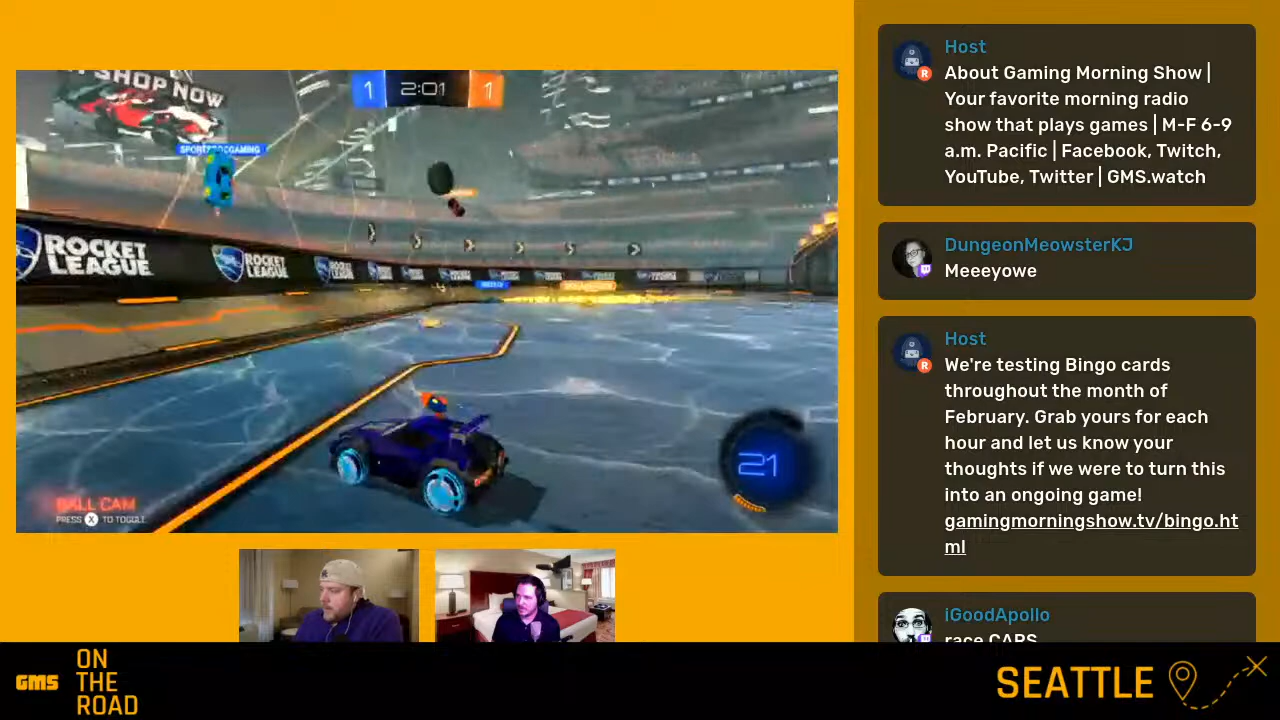 SHOP NOW
1 2:01 1
ROCKET
LEAGUE
ROCKET
LEAGUE
21
BALL CAM
PRESS X TO TOGGLE
Host
About Gaming Morning Show |
Your favorite morning radio
show that plays games | M-F 6-9
a.m. Pacific | Facebook, Twitch,
YouTube, Twitter | GMS.watch
DungeonMeowsterKJ
Meeeyowe
Host
We're testing Bingo cards
throughout the month of
February. Grab yours for each
hour and let us know your
thoughts if we were to turn this
into an ongoing game!
gamingmorningshow.tv/bingo.ht
ml
iGoodApollo
race CARS
GMS
ON
THE
ROAD
SEATTLE